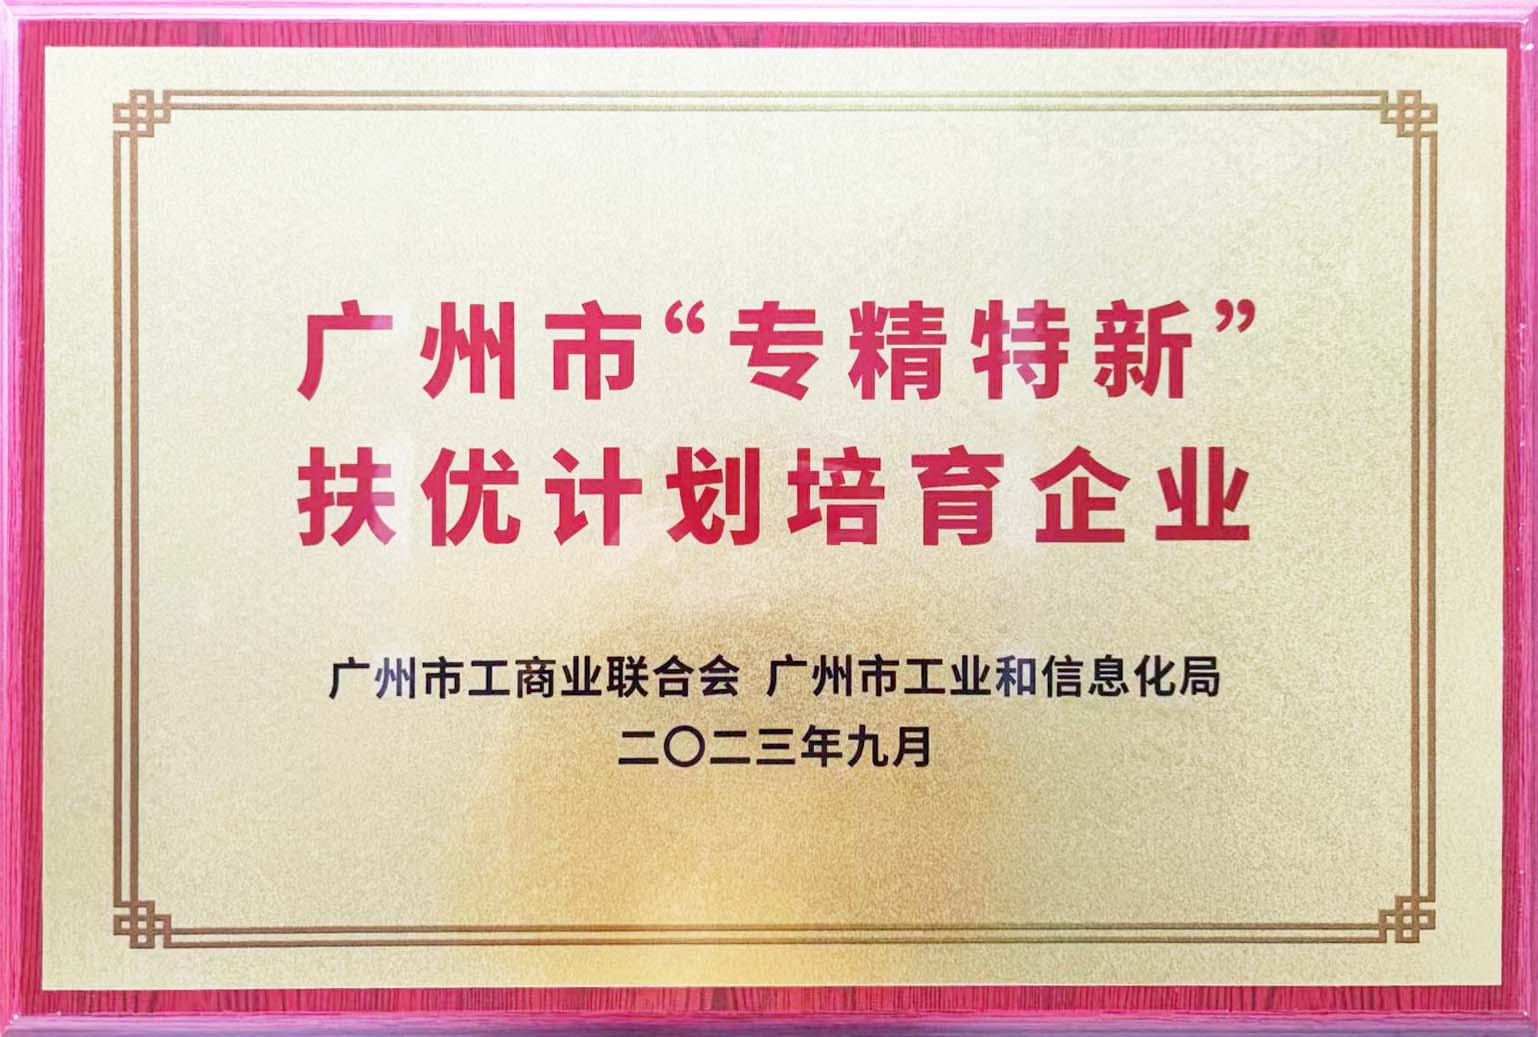 广州市“专精特新”
扶优计划培育企业
广州市工商业联合会 广州市工业和信息化局
二〇二三年九月